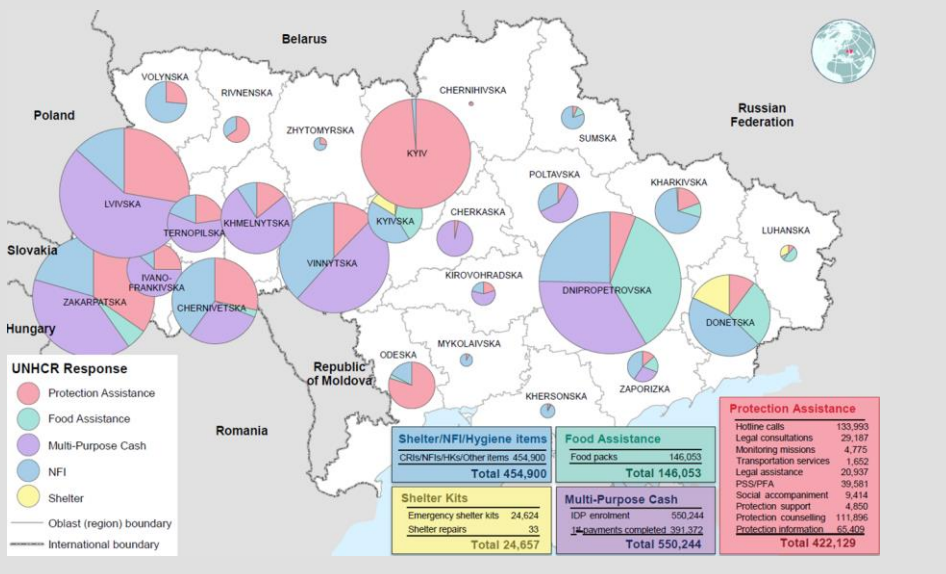 Belarus
VOLYNSKA
RIVNENSKA
CHERNIHIVSKA
Poland
Russian
Federation
ZHYTOMYRSKA
SUMSKA
KYIV
POLTAVSKA
KHARKIVSKA
LVIVSKA
TERNOPILSKA
KHMELNYTSKA
KYIVSKA
CHERKASKA
LUHANSKA
Slovakia
VINNYTSKA
IVANO-
FRANKIVSKA
KIROVOHRADSKA
ZAKARPATSKA
CHERNIVETSKA
DNIPROPETROVSKA
DONETSKA
Hungary
MYKOLAIVSKA
ODESKA
Republic
of Moldova
ZAPORIZKA
KHERSONSKA
Romania
UNHCR Response
Protection Assistance
Food Assistance
Multi-Purpose Cash
NFI
Shelter
Oblast (region) boundary
International boundary
Shelter/NFI/Hygiene items
CRIs/NFIs/HKs/Other items 454,900
Total 454,900
Food Assistance
Food packs 146,053
Total 146,053
Shelter Kits
Emergency shelter kits 24,624
Shelter repairs 33
Total 24,657
Multi-Purpose Cash
IDP enrolment 550,244
payments completed 391,372
Total 550,244
Protection Assistance
Hotline calls 133,993
Legal consultations 29,187
Monitoring missions 4,775
Transportation services 1,652
Legal assistance 20,937
PSS/PFA 39,581
Social accompaniment 9,414
Protection support 4,850
Protection counselling 111,896
Protection information 65,409
Total 422,129